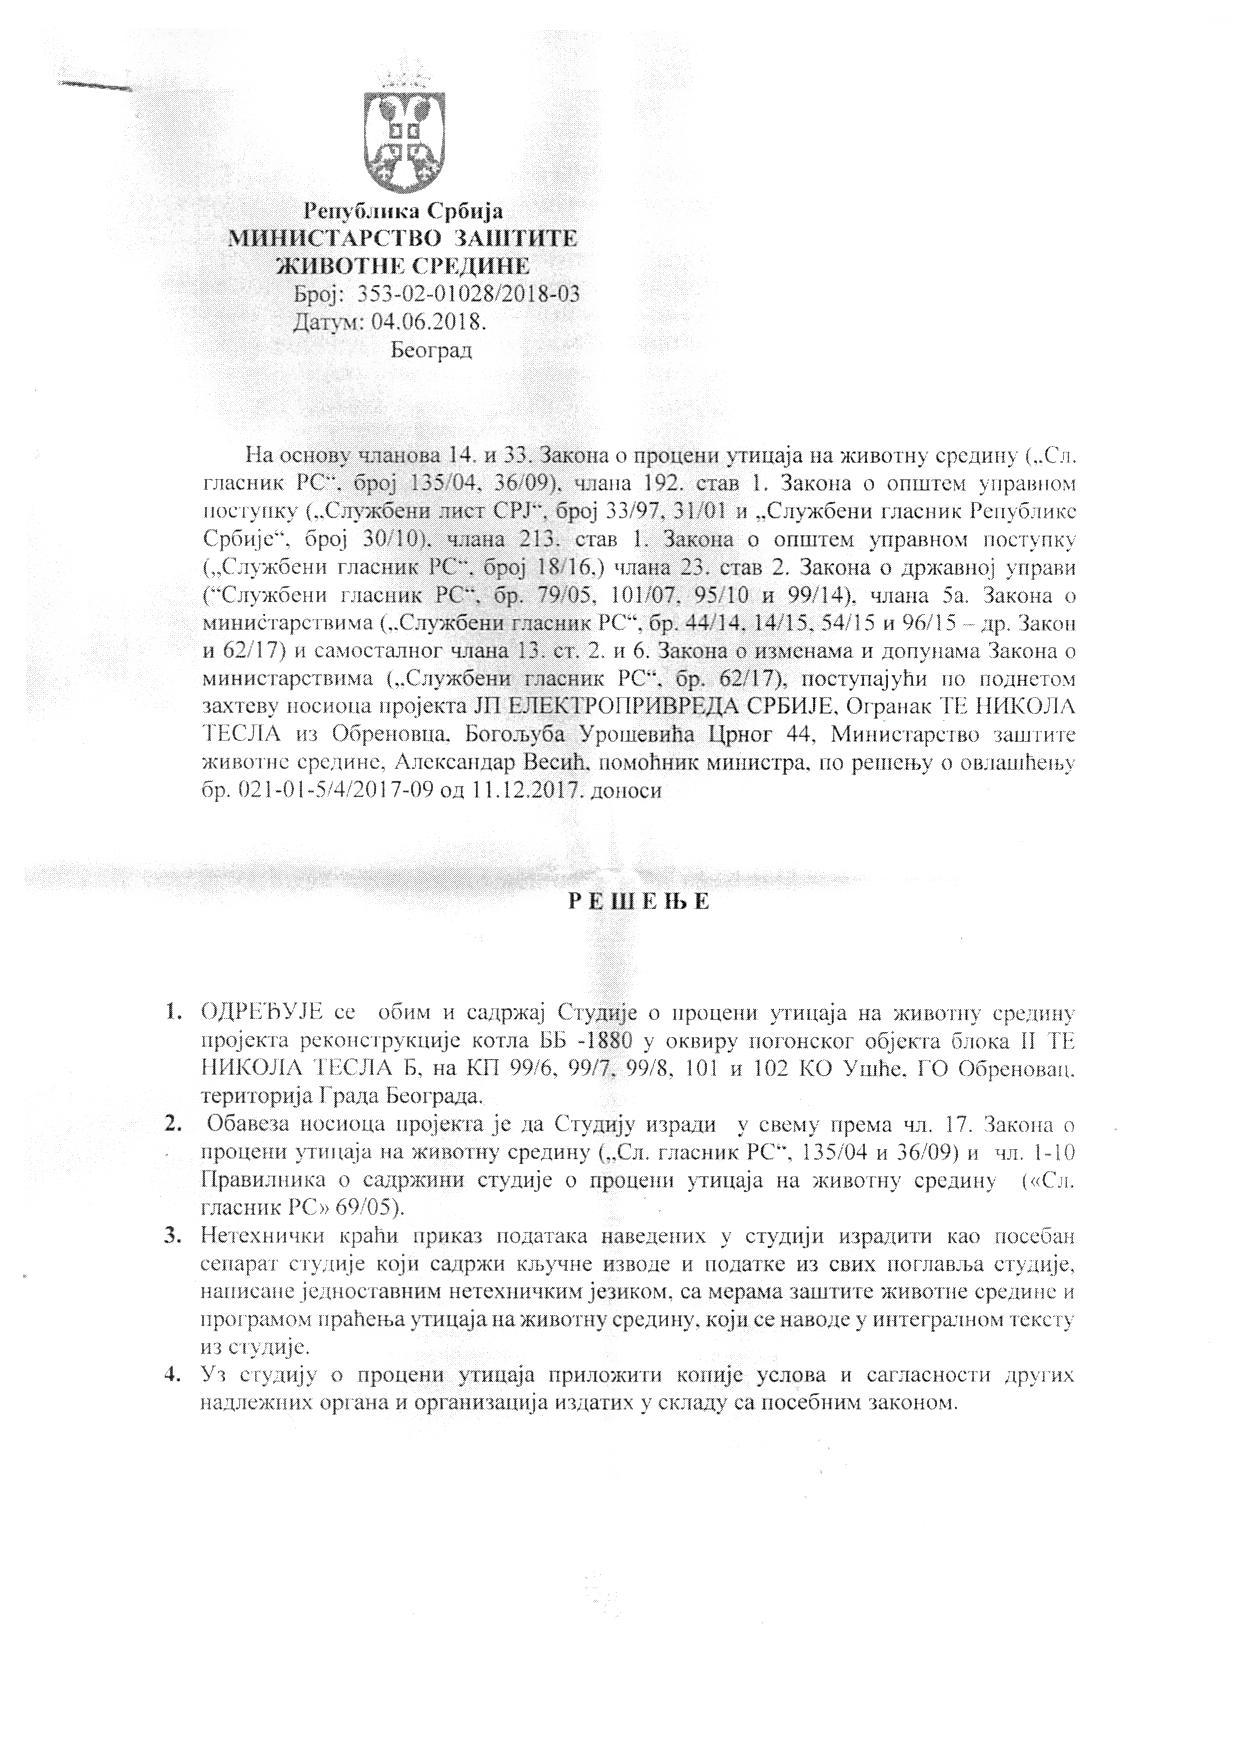 Република Србија
МИНИСТАРСТВО ЗАШТИТЕ
ЖИВОТНЕ СРЕДИНЕ
Број: 353-02-01028/2018-03
Датум: 04.06.2018.
Београд
На основу чланова 14. и 33. Закона о процени утицаја на животну средину („Сл.
гласник РС“, број 135/04, 36/09), члана 192. став 1. Закона о општем управном
поступку („Службени лист СРЈ“, број 33/97, 31/01 и „Службени гласник Републике
Србије“, број 30/10), члана 213. став 1. Закона о општем управном поступку
(„Службени гласник РС“, број 18/16,) члана 23. став 2. Закона о државној управи
(“Службени гласник РС“, бр. 79/05, 101/07, 95/10 и 99/14), члана 5а. Закона о
министарствима („Службени гласник РС“, бр. 44/14, 14/15, 54/15 и 96/15 – др. Закон
и 62/17) и самосталног члана 13. ст. 2. и 6. Закона о изменама и допунама Закона о
министарствима („Службени гласник РС“, бр. 62/17), поступајући по поднетом
захтеву носиоца пројекта ЈП ЕЛЕКТРОПРИВРЕДА СРБИЈЕ, Огранак ТЕ НИКОЛА
ТЕСЛА из Обреновца, Богољуба Урошевића Црног 44, Министарство заштите
животне средине, Александар Весић, помоћник министра, по решењу о овлашћењу
бр. 021-01-5/4/2017-09 од 11.12.2017. доноси
Р Е Ш Е Њ Е
1. ОДРЕЂУЈЕ се обим и садржај Студије о процени утицаја на животну средину
пројекта реконструкције котла ББ -1880 у оквиру погонског објекта блока II ТЕ
НИКОЛА ТЕСЛА Б, на КП 99/6, 99/7, 99/8, 101 и 102 КО Ушће, ГО Обреновац,
територија Града Београда.
2. Обавеза носиоца пројекта је да Студију изради у свему према чл. 17. Закона о
процени утицаја на животну средину („Сл. гласник РС“, 135/04 и 36/09) и чл. 1-10
Правилника о садржини студије о процени утицаја на животну средину («Сл.
гласник РС» 69/05).
3. Нетехнички краћи приказ података наведених у студији израдити као посебан
сепарат студије који садржи кључне изводе и податке из свих поглавља студије,
написане једноставним нетехничким језиком, са мерама заштите животне средине и
програмом праћења утицаја на животну средину, који се наводе у интегралном тексту
из студије.
4. Уз студију о процени утицаја приложити копије услова и сагласности других
надлежних органа и организација издатих у складу са посебним законом.